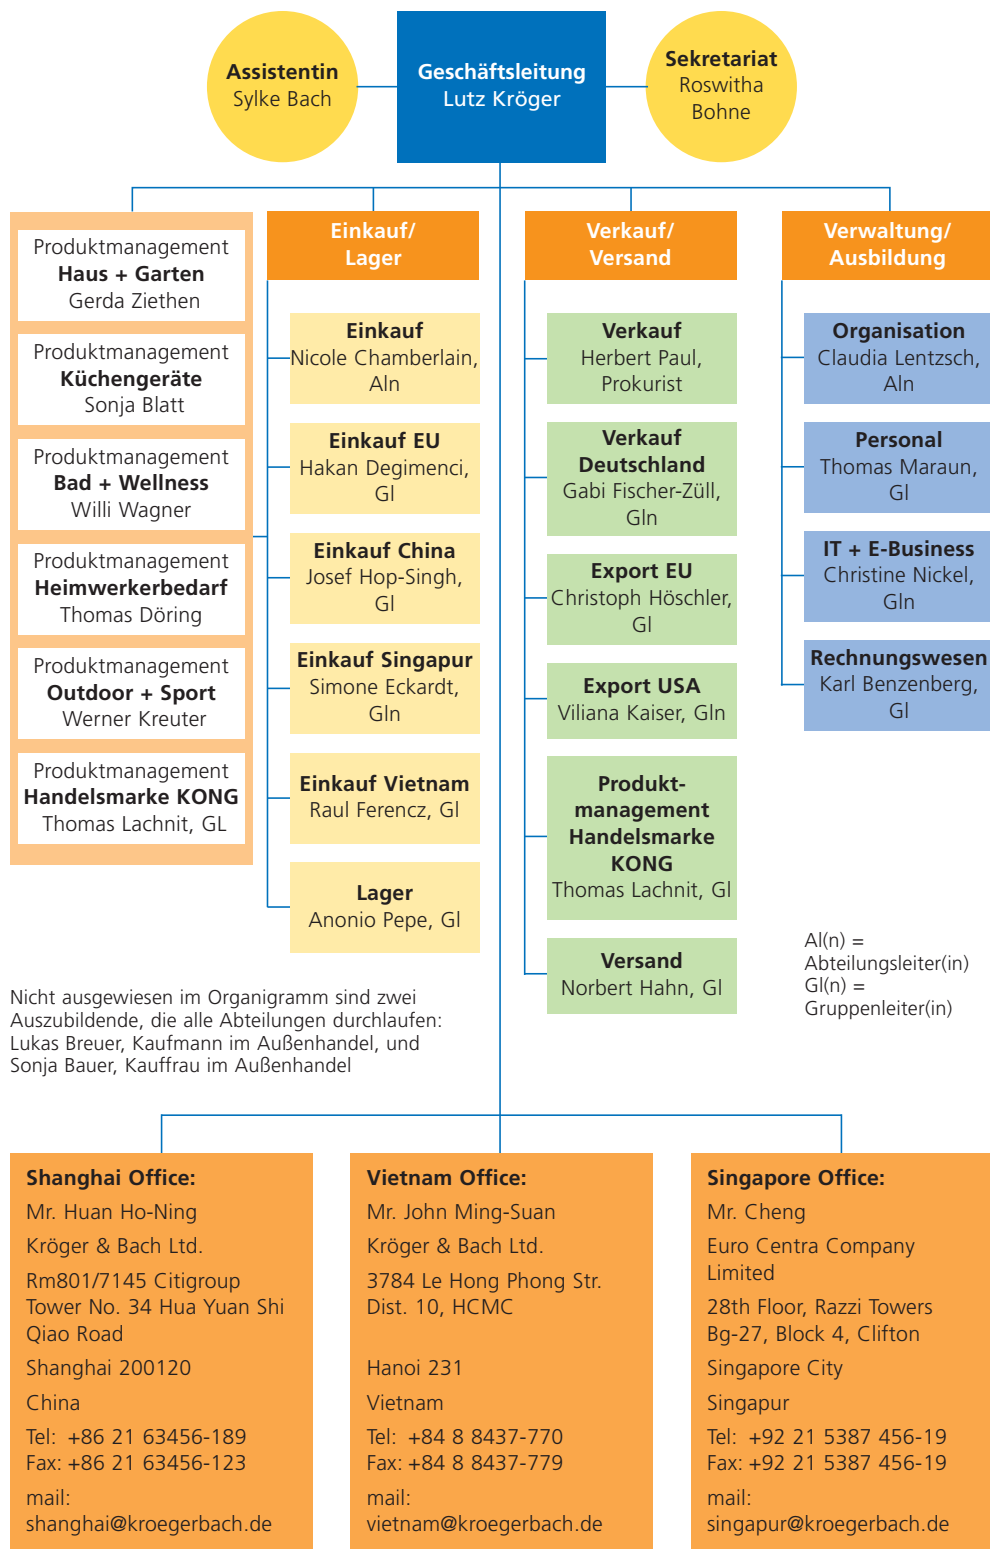 Assistentin
Sylke Bach
Geschäftsleitung
Lutz Kröger
Sekretariat
Roswitha
Bohne
Produktmanagement
Haus + Garten
Gerda Ziethen
Produktmanagement
Küchengeräte
Sonja Blatt
Produktmanagement
Bad + Wellness
Willi Wagner
Produktmanagement
Heimwerkerbedarf
Thomas Döring
Produktmanagement
Outdoor + Sport
Werner Kreuter
Produktmanagement
Handelsmarke KONG
Thomas Lachnit, GL
Einkauf/
Lager
Einkauf
Nicole Chamberlain,
Aln
Einkauf EU
Hakan Degimenci,
Gl
Einkauf China
Josef Hop-Singh,
Gl
Einkauf Singapur
Simone Eckardt,
Gln
Einkauf Vietnam
Raul Ferencz, Gl
Lager
Anonio Pepe, Gl
Verkauf/
Versand
Verkauf
Herbert Paul,
Prokurist
Verkauf
Deutschland
Gabi Fischer-Züll,
Gln
Export EU
Christoph Höschler,
Gl
Export USA
Viliana Kaiser, Gln
Produkt-
management
Handelsmarke
KONG
Thomas Lachnit, Gl
Versand
Norbert Hahn, Gl
Verwaltung/
Ausbildung
Organisation
Claudia Lentzsch,
Aln
Personal
Thomas Maraun,
Gl
IT + E-Business
Christine Nickel,
Gln
Rechnungswesen
Karl Benzenberg,
Gl
Al(n) =
Abteilungsleiter(in)
Gl(n) =
Gruppenleiter(in)
Nicht ausgewiesen im Organigramm sind zwei
Auszubildende, die alle Abteilungen durchlaufen:
Lukas Breuer, Kaufmann im Außenhandel, und
Sonja Bauer, Kauffrau im Außenhandel
Shanghai Office:
Mr. Huan Ho-Ning
Kröger & Bach Ltd.
Rm801/7145 Citigroup
Tower No. 34 Hua Yuan Shi
Qiao Road
Shanghai 200120
China
Tel: +86 21 63456-189
Fax: +86 21 63456-123
mail:
shanghai@kroegerbach.de
Vietnam Office:
Mr. John Ming-Suan
Kröger & Bach Ltd.
3784 Le Hong Phong Str.
Dist. 10, HCMC
Hanoi 231
Vietnam
Tel: +84 8 8437-770
Fax: +84 8 8437-779
mail:
vietnam@kroegerbach.de
Singapore Office:
Mr. Cheng
Euro Centra Company
Limited
28th Floor, Razzi Towers
Bg-27, Block 4, Clifton
Singapore City
Singapur
Tel: +92 21 5387 456-19
Fax: +92 21 5387 456-19
mail:
singapur@kroegerbach.de